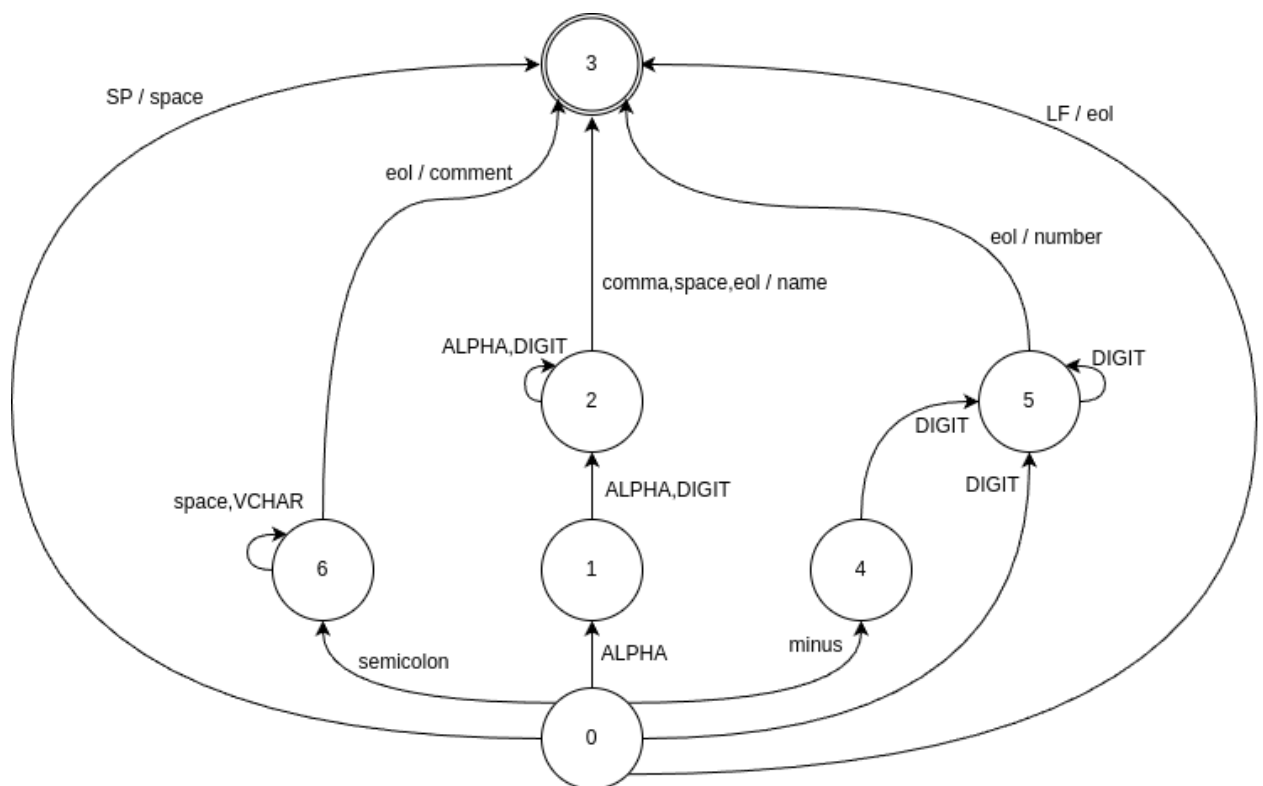 3
SP / space
LF / eol
eol / comment
eol / number
comma,space,eol / name
ALPHA,DIGIT
DIGIT
2
5
DIGIT
DIGIT
ALPHA,DIGIT
space,VCHAR
6
1
4
minus
ALPHA
semicolon
0